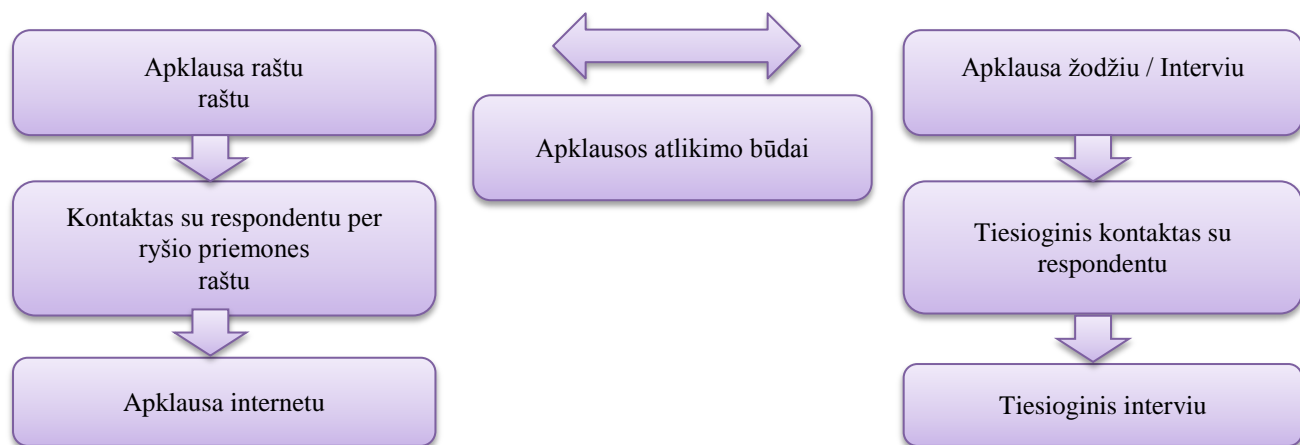 Apklausa raštu
raštu
Kontaktas su respondentu per
ryšio priemones
raštu
Apklausa internetu
Apklausos atlikimo būdai
Apklausa žodžiu / Interviu
Tiesioginis kontaktas su
respondentu
Tiesioginis interviu